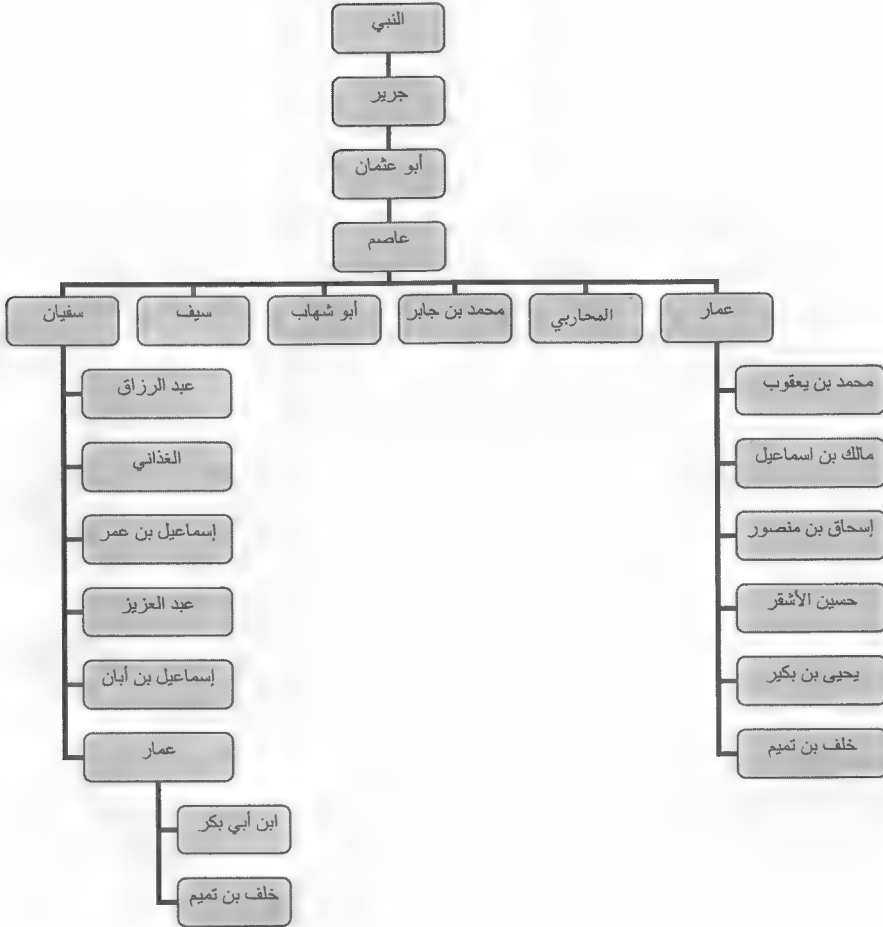 النبي
جرير
أبو عثمان
عاصم
عمار
المحاربي
محمد بن جابر
أبو شهاب
سيف
سفيان
محمد بن يعقوب
مالك بن اسماعيل
إسحاق بن منصور
حسين الأشقر
يحيى بن بكير
خلف بن تميم
عبد الرزاق
الغذاني
إسماعيل بن عمر
عبد العزيز
إسماعيل بن أبان
عمار
ابن أبي بكر
خلف بن تميم